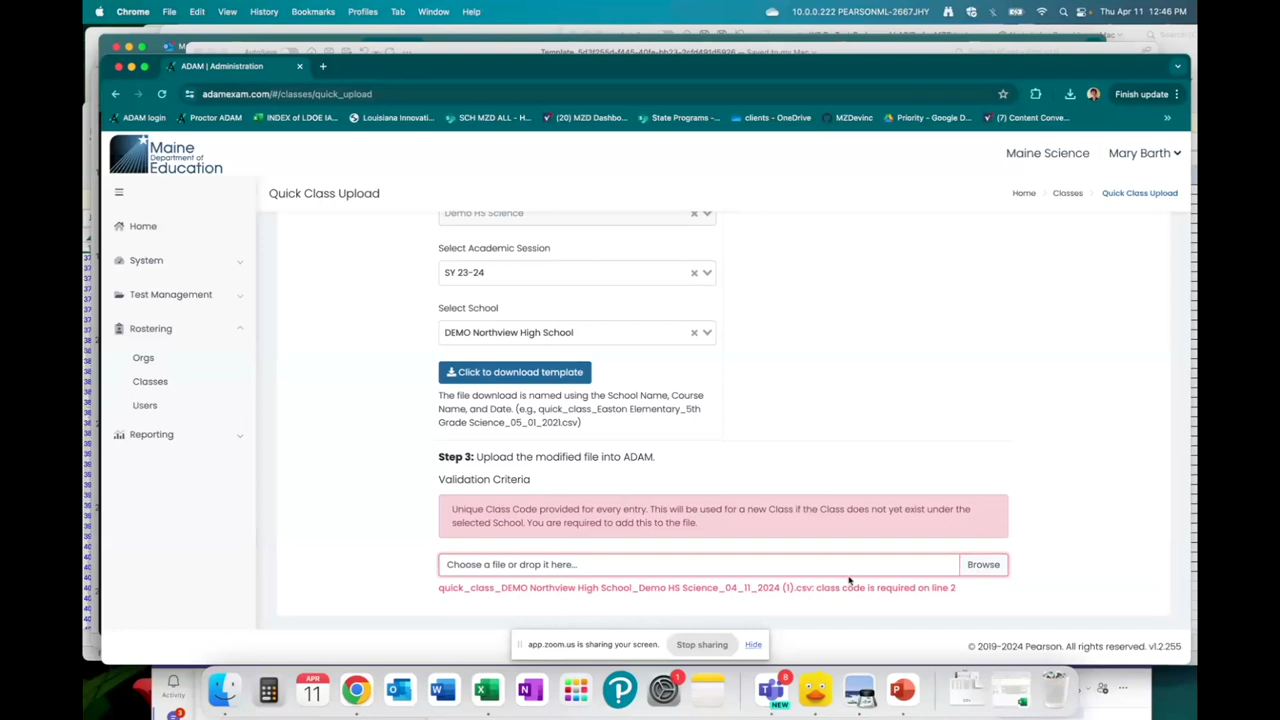 Chrome File Edit View History Bookmarks Profiles Tab Window Help 10.0.0.222 PEARSONML-2667JHY Thu Apr 11 12:46 PM
ADAM | Administration
adamexam.com/#/classes/quick_upload Finish update
ADAM login Proctor ADAM INDEX of LDOE IA... Louisiana Innovati... SCH MZD ALL - H... (20) MZD Dashbo... State Programs -... clients - OneDrive MZDevinc Priority - Google D... (7) Content Conve... »
Maine Department of Education
Maine Science Mary Barth
Quick Class Upload
Home Classes Quick Class Upload
Home
System
Test Management
Rostering
Orgs
Classes
Users
Reporting
Demo HS Science
Select Academic Session
SY 23-24
Select School
DEMO Northview High School
Click to download template
The file download is named using the School Name, Course
Name, and Date. (e.g., quick_class_Easton Elementary_5th
Grade Science_05_01_2021.csv)
Step 3: Upload the modified file into ADAM.
Validation Criteria
Unique Class Code provided for every entry. This will be used for a new Class if the Class does not yet exist under the
selected School. You are required to add this to the file.
Choose a file or drop it here... Browse
quick_class_DEMO Northview High School_Demo HS Science_04_11_2024 (1).csv: class code is required on line 2
app.zoom.us is sharing your screen. Stop sharing Hide
© 2019-2024 Pearson. All rights reserved. v1.2.255
Activity
APR
11
1
8
NEW
3